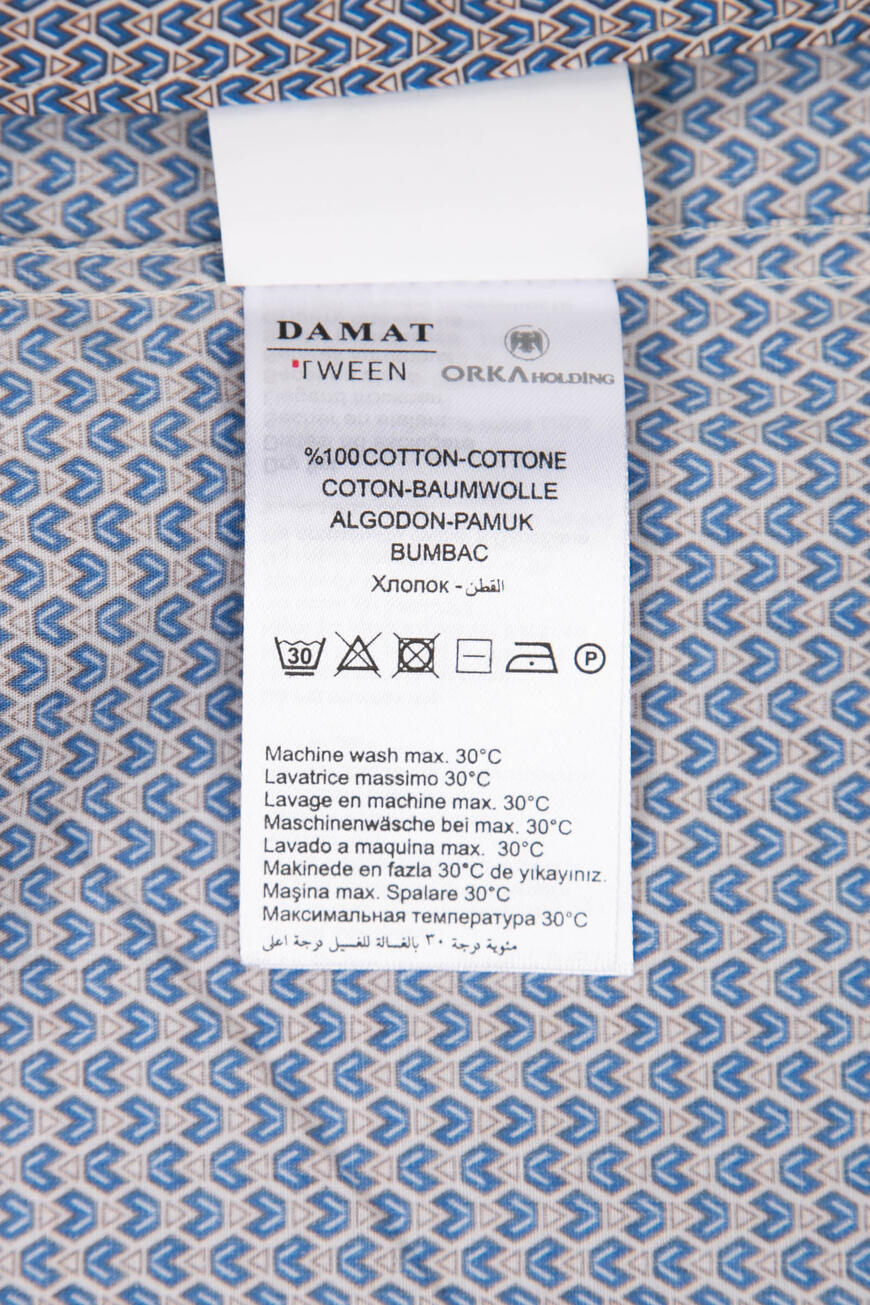 DAMAT
'TWEEN
ORKA HOLDING
%100 COTTON-COTTONE
COTON-BAUMWOLLE
ALGODON-PAMUK
BUMBAC
Хлопок - القطن
30
P
Machine wash max. 30°C
Lavatrice massimo 30°C
Lavage en machine max. 30°C
Maschinenwäsche bei max. 30°C
Lavado a maquina max. 30°C
Makinede en fazla 30°C de yıkayınız.
Maşina max. Spalare 30°C
Максимальная температура 30°C
مئوية درجة ٣٠ بالغسالة للغسيل درجة اعلى